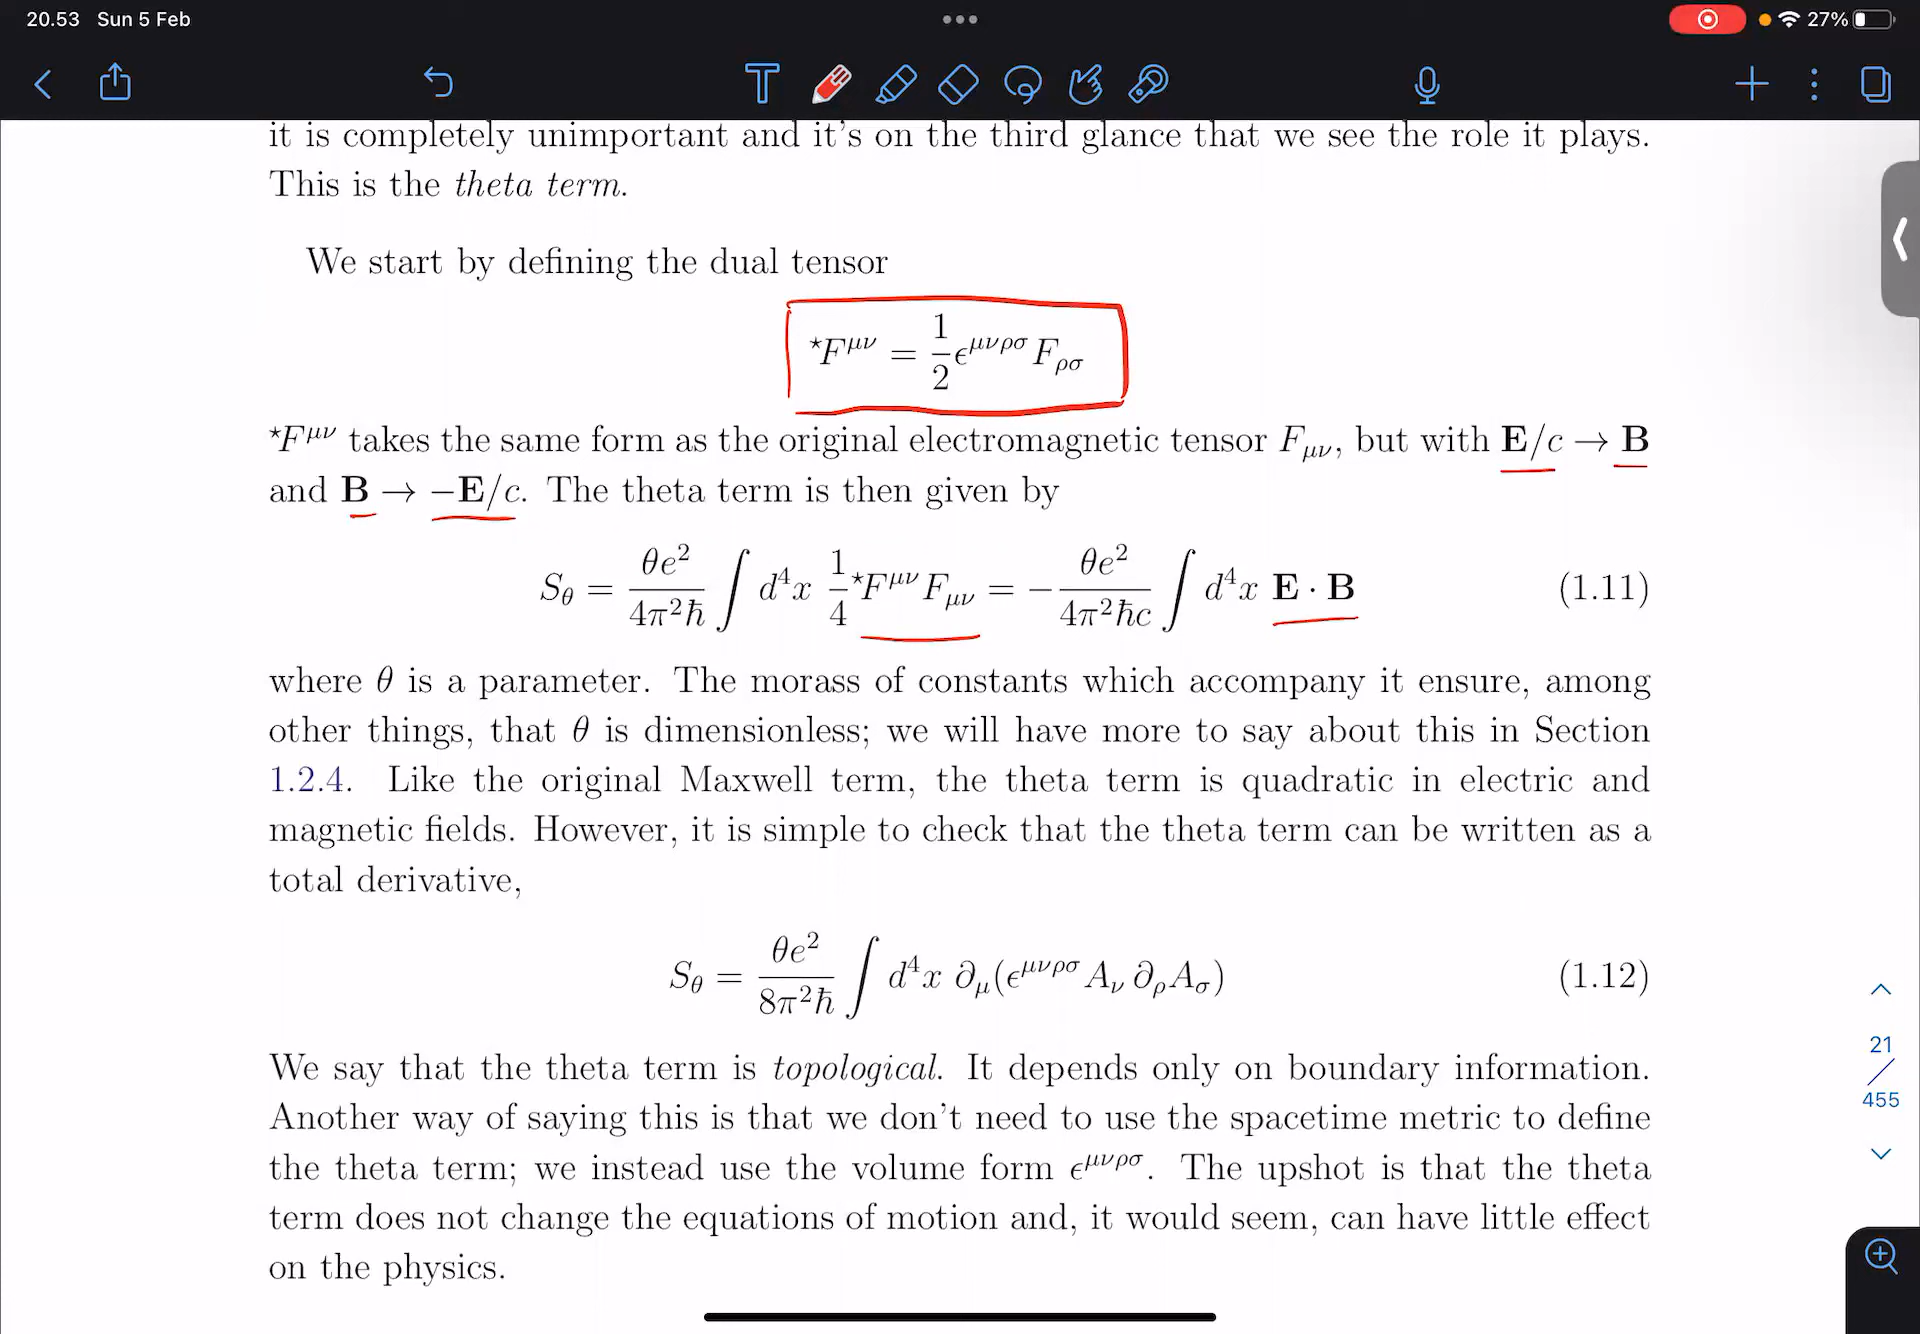 20.53 Sun 5 Feb
27%
it is completely unimportant and it's on the third glance that we see the role it plays.
This is the theta term.
We start by defining the dual tensor
⋆F^{μν} = \frac{1}{2} ϵ^{μνρσ} F_{ρσ}
⋆F^{μν} takes the same form as the original electromagnetic tensor F_{μν}, but with E/c → B
and B → −E/c. The theta term is then given by
S_θ = \frac{θe^2}{4π^2ħ} ∫ d^4x \frac{1}{4} ⋆F^{μν} F_{μν} = − \frac{θe^2}{4π^2ħc} ∫ d^4x E · B (1.11)
where θ is a parameter. The morass of constants which accompany it ensure, among
other things, that θ is dimensionless; we will have more to say about this in Section
1.2.4. Like the original Maxwell term, the theta term is quadratic in electric and
magnetic fields. However, it is simple to check that the theta term can be written as a
total derivative,
S_θ = \frac{θe^2}{8π^2ħ} ∫ d^4x ∂_μ(ϵ^{μνρσ} A_ν ∂_ρ A_σ) (1.12)
We say that the theta term is topological. It depends only on boundary information.
Another way of saying this is that we don't need to use the spacetime metric to define
the theta term; we instead use the volume form ϵ^{μνρσ}. The upshot is that the theta
term does not change the equations of motion and, it would seem, can have little effect
on the physics.
21
/
455